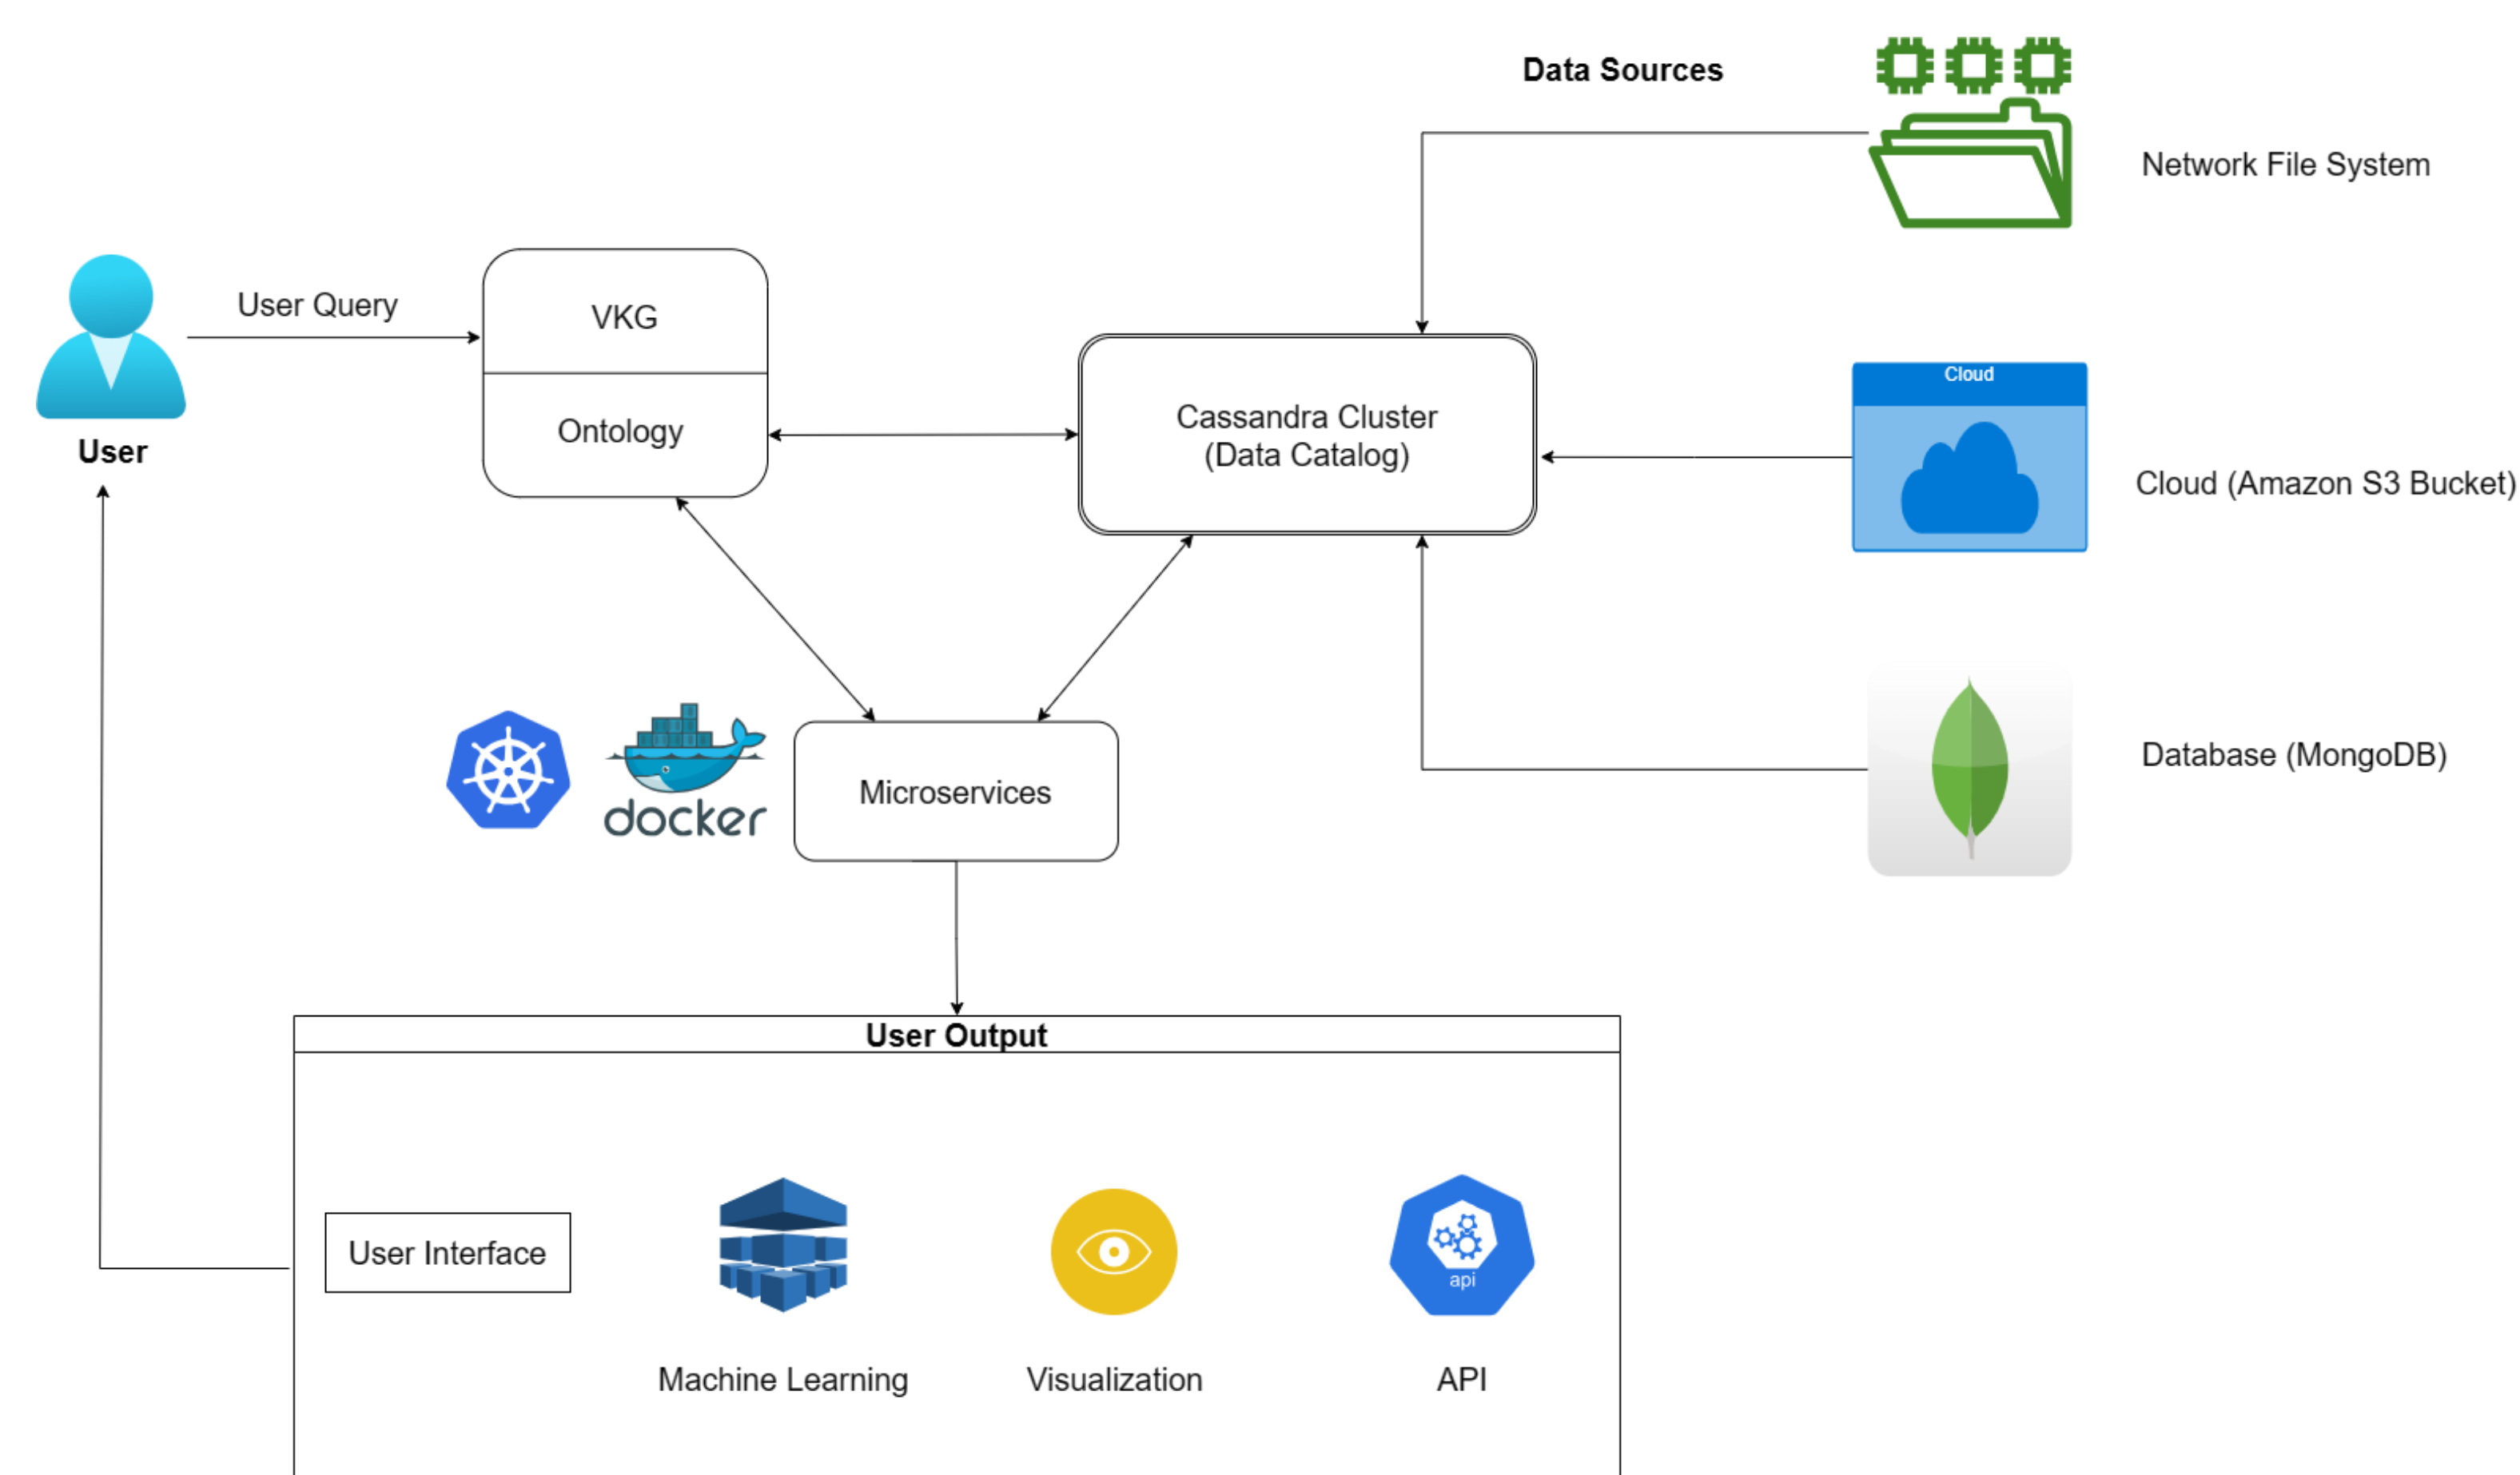 Data Sources
Network File System
User Query
VKG
Ontology
User
Cassandra Cluster
(Data Catalog)
Cloud
Cloud (Amazon S3 Bucket)
docker
Microservices
Database (MongoDB)
User Output
User Interface
api
Machine Learning
Visualization
API